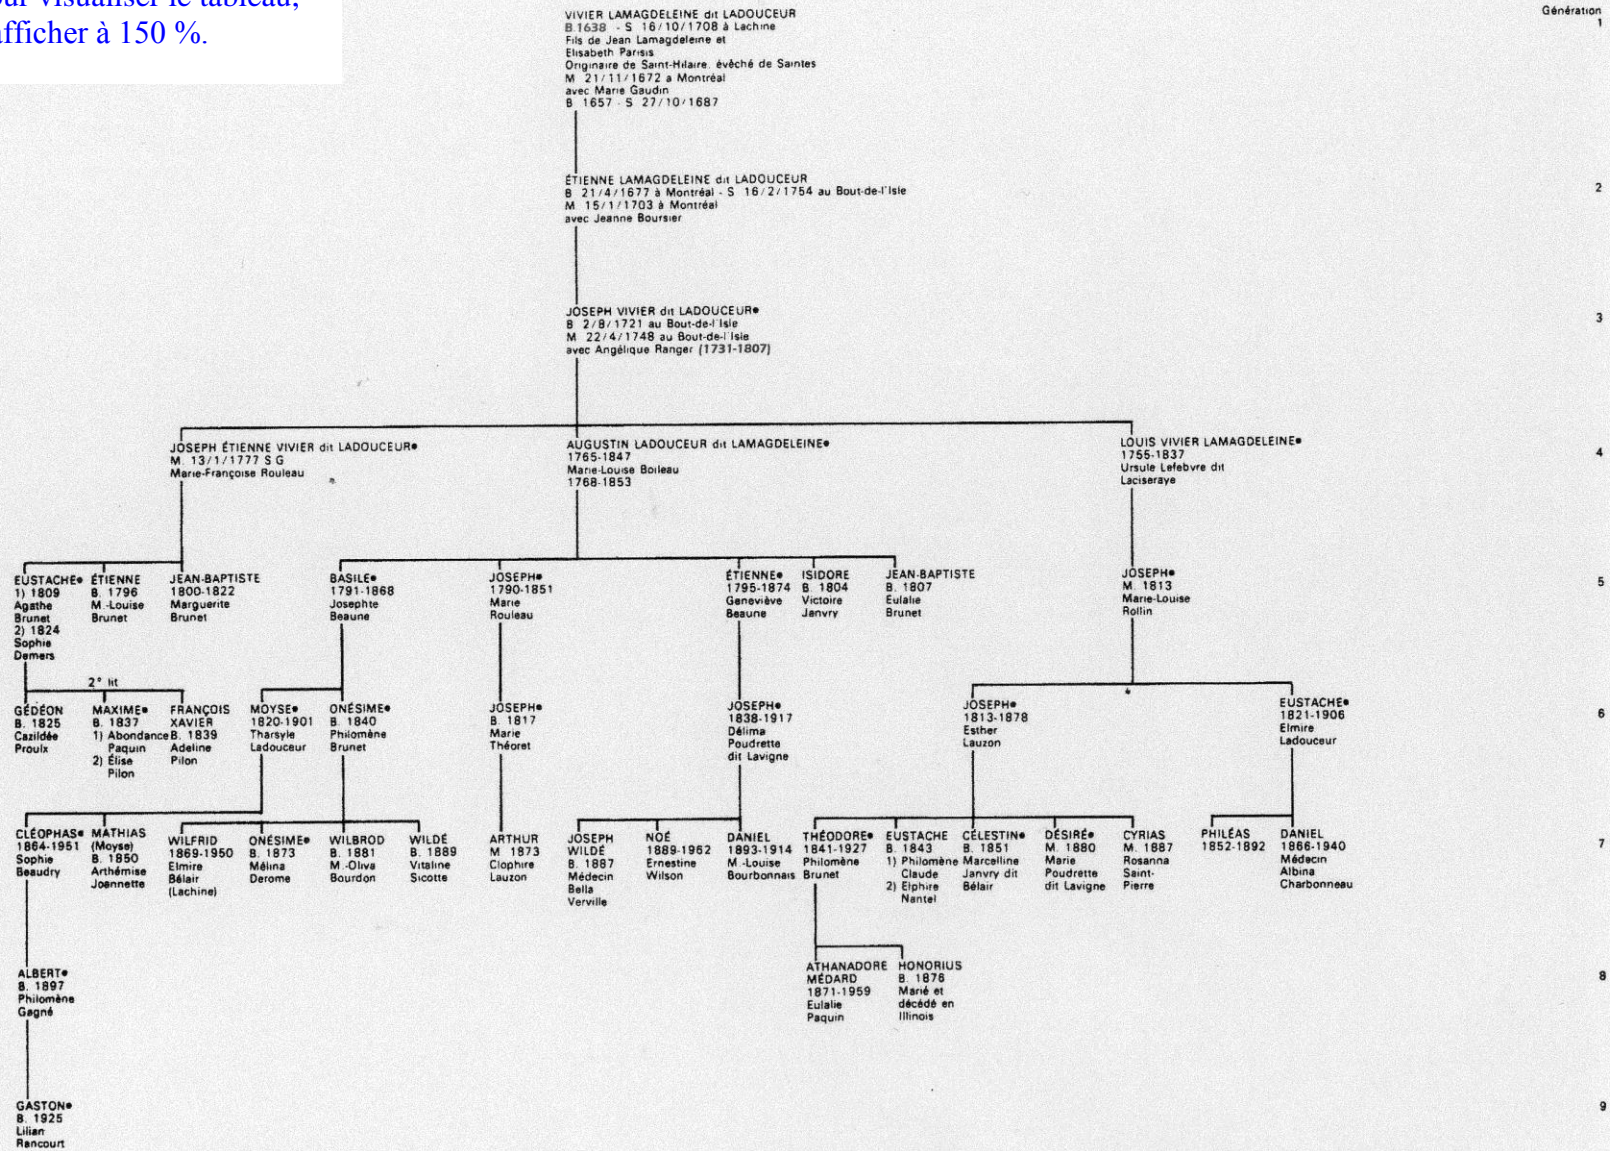 our visualiser le tableau,
afficher à 150 %.
Génération
1
VIVIER LAMAGDELEINE dit LADOUCEUR
B 1638 - S 16/10/1708 à Lachine
Fils de Jean Lamagdeleine et
Elisabeth Parisis
Originaire de Saint-Hilaire, évêché de Saintes
M 21/11/1672 a Montréal
avec Marie Gaudin
B 1657 - S 27/10/1687
2
ÉTIENNE LAMAGDELEINE dit LADOUCEUR
B 21/4/1677 à Montréal - S 16/2/1754 au Bout-de-l'Isle
M 15/1/1703 à Montréal
avec Jeanne Boursier
3
JOSEPH VIVIER dit LADOUCEUR●
B 2/8/1721 au Bout-de-l'Isle
M 22/4/1748 au Bout-de-l'Isle
avec Angélique Ranger (1731-1807)
4
JOSEPH ÉTIENNE VIVIER dit LADOUCEUR●
M. 13/1/1777 S G
Marie-Françoise Rouleau
AUGUSTIN LADOUCEUR dit LAMAGDELEINE●
1765-1847
Marie-Louise Boileau
1768-1853
LOUIS VIVIER LAMAGDELEINE●
1755-1837
Ursule Lefebvre dit
Laciseraye
5
EUSTACHE●
1) 1809
Agathe
Brunet
2) 1824
Sophie
Demers
ÉTIENNE
B. 1796
M.-Louise
Brunet
JEAN-BAPTISTE
1800-1822
Marguerite
Brunet
BASILE●
1791-1868
Josephte
Beaune
JOSEPH●
1790-1851
Marie
Rouleau
ÉTIENNE●
1795-1874
Geneviève
Beaune
ISIDORE
B. 1804
Victoire
Janvry
JEAN-BAPTISTE
B. 1807
Eulalie
Brunet
JOSEPH●
M. 1813
Marie-Louise
Rollin
6
2° lit
GÉDÉON
B. 1825
Cazildée
Proulx
MAXIME●
B. 1837
1) Abondance
Paquin
2) Élise
Pilon
FRANÇOIS
XAVIER
B. 1839
Adeline
Pilon
MOYSE●
1820-1901
Tharsyle
Ladouceur
ONÉSIME●
B. 1840
Philomène
Brunet
JOSEPH●
B. 1817
Marie
Théoret
JOSEPH●
1838-1917
Délima
Poudrette
dit Lavigne
JOSEPH●
1813-1878
Esther
Lauzon
EUSTACHE●
1821-1906
Elmire
Ladouceur
7
CLÉOPHAS●
1864-1951
Sophie
Beaudry
MATHIAS
(Moyse)
B. 1850
Arthémise
Joannette
WILFRID
1869-1950
Elmire
Bélair
(Lachine)
ONÉSIME●
B. 1873
Mélina
Derome
WILBROD
B. 1881
M.-Oliva
Bourdon
WILDÉ
B. 1889
Vitaline
Sicotte
ARTHUR
M 1873
Clophire
Lauzon
JOSEPH
WILDÉ
B. 1887
Médecin
Bella
Verville
NOÉ
1889-1962
Ernestine
Wilson
DANIEL
1893-1914
M.-Louise
Bourbonnais
THÉODORE●
1841-1927
Philomène
Brunet
EUSTACHE
B. 1843
1) Philomène
Claude
2) Elphire
Nantel
CÉLESTIN●
B. 1851
Marcelline
Janvry dit
Bélair
DÉSIRÉ●
M. 1880
Marie
Poudrette
dit Lavigne
CYRIAS
M. 1887
Rosanna
Saint-
Pierre
PHILÉAS
1852-1892
DANIEL
1866-1940
Médecin
Albina
Charbonneau
8
ALBERT●
B. 1897
Philomène
Gagné
ATHANADORE
MÉDARD
1871-1959
Eulalie
Paquin
HONORIUS
B. 1876
Marié et
décédé en
Illinois
9
GASTON●
B. 1925
Lilian
Rancourt